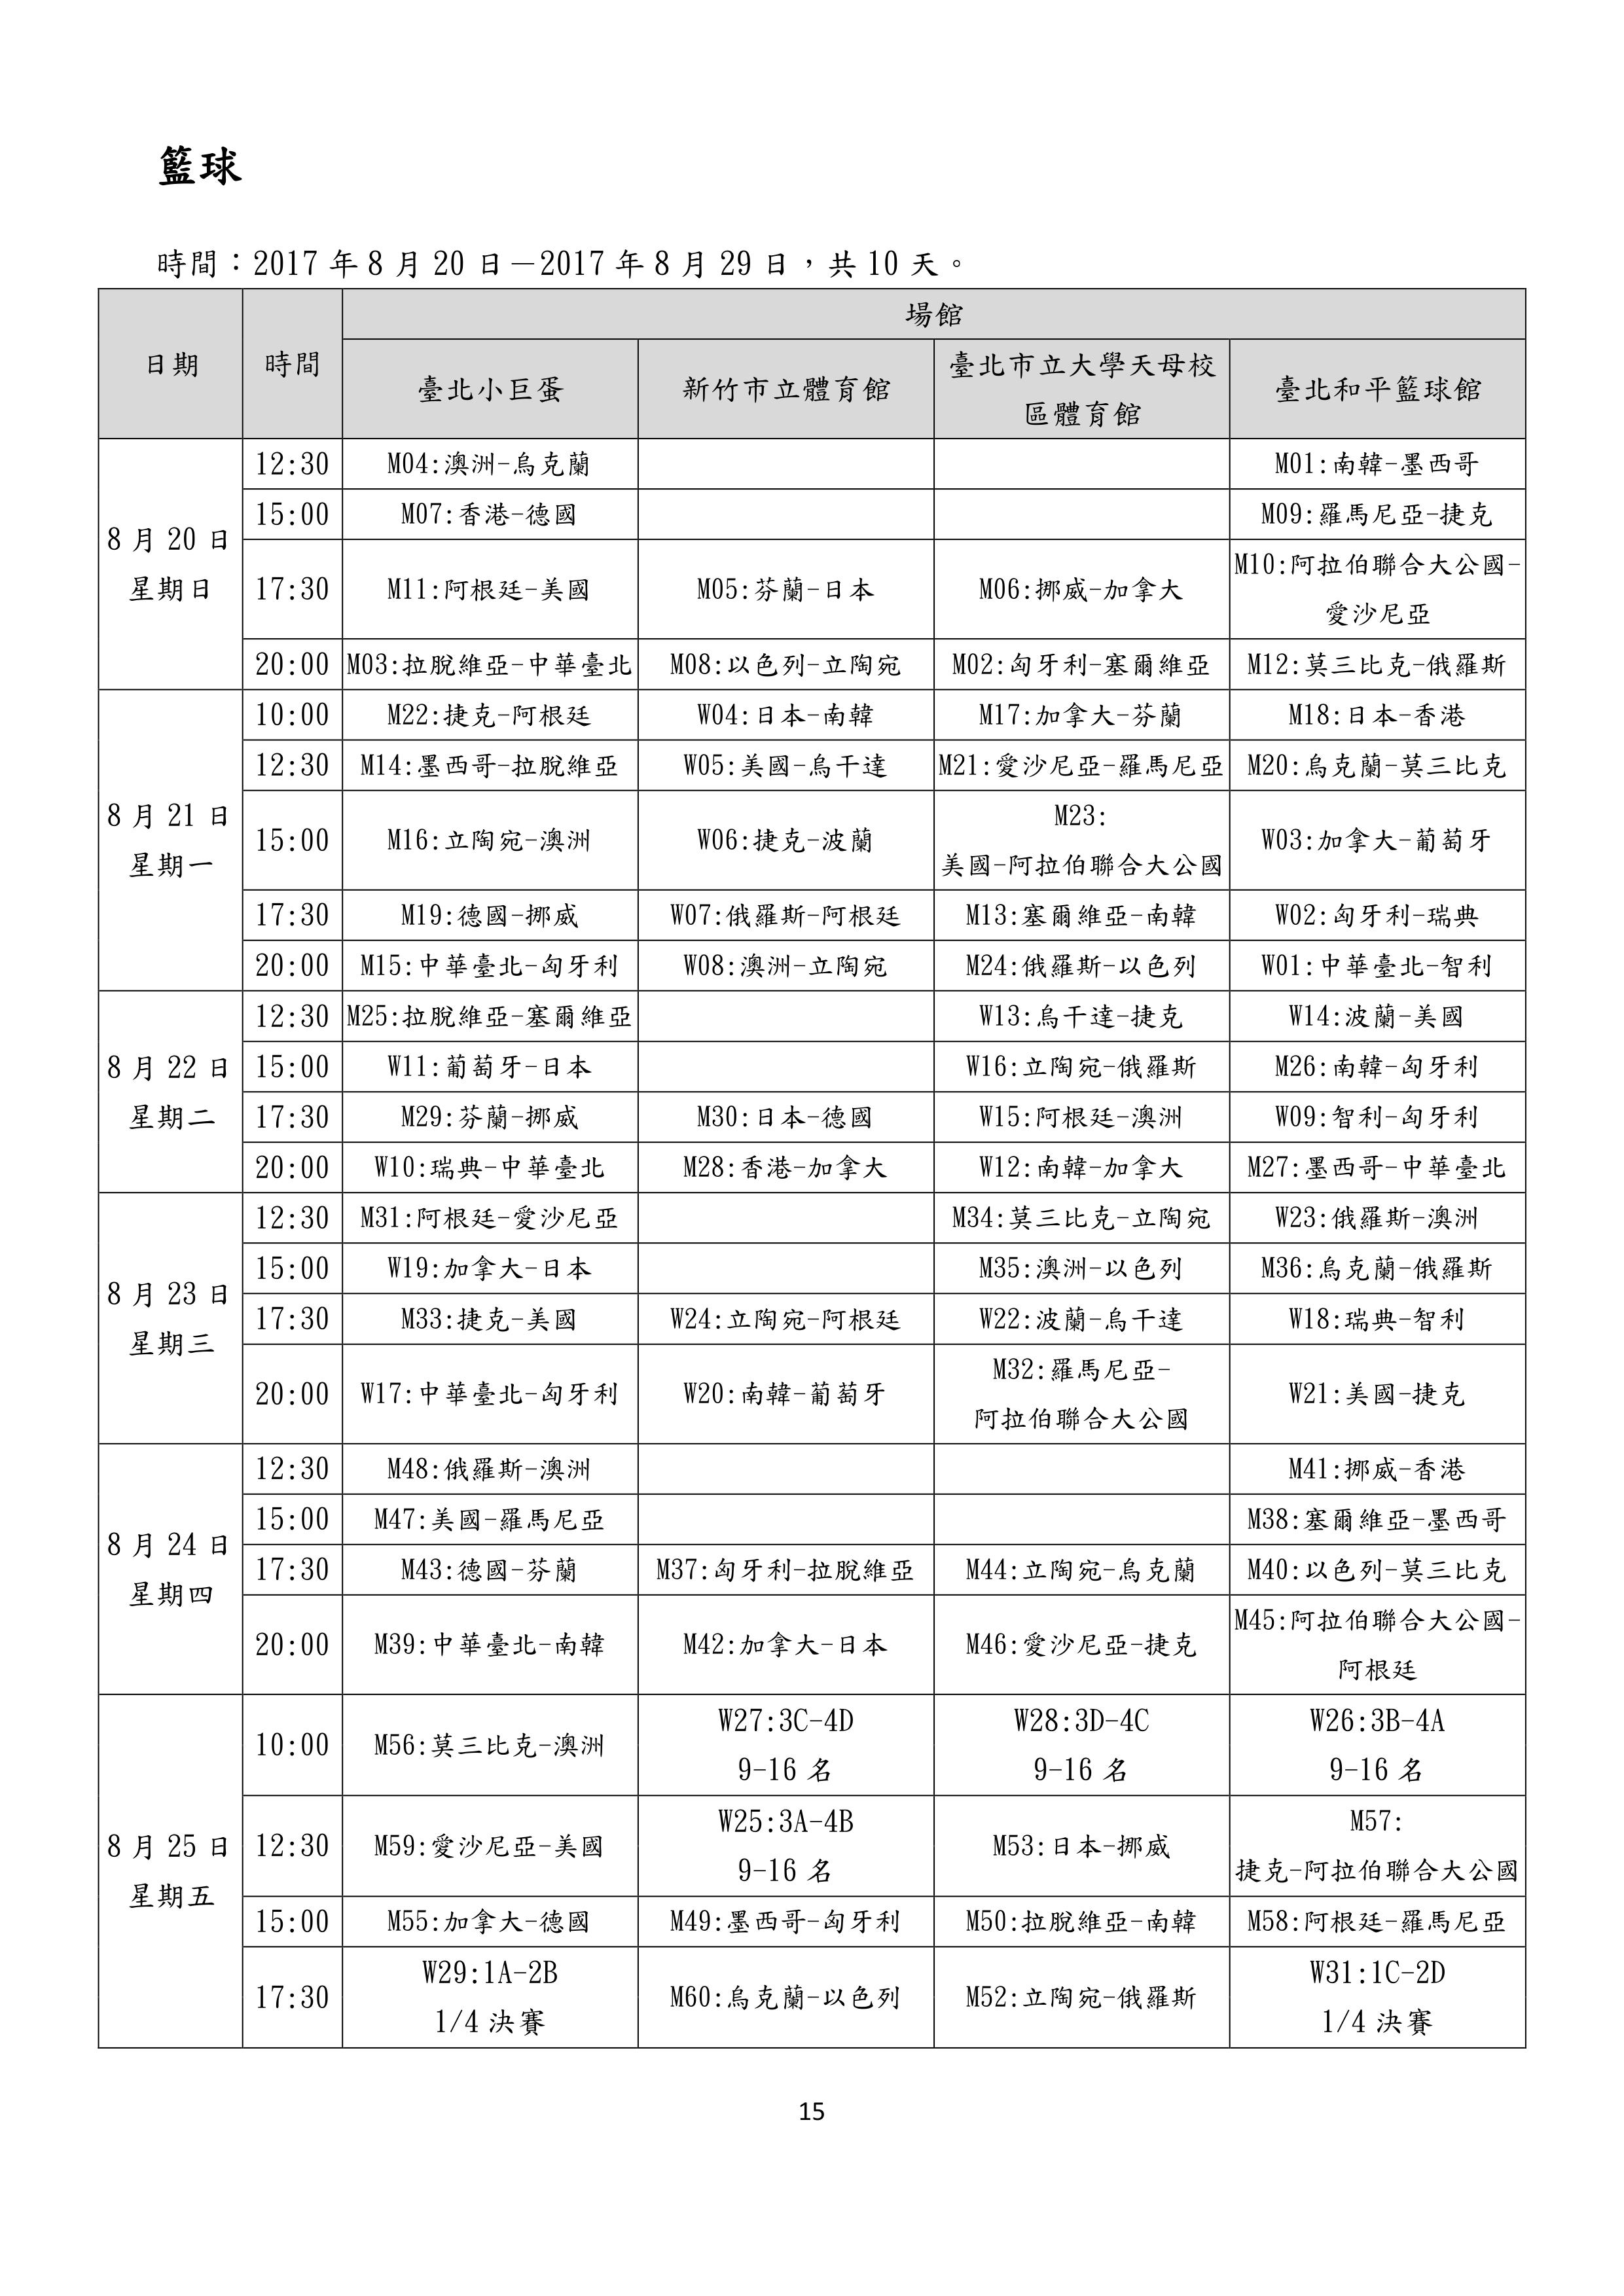 籃球
時間：2017 年 8 月 20 日－2017 年 8 月 29 日，共 10 天。
日期 時間 場館
臺北小巨蛋 新竹市立體育館 臺北市立大學天母校 臺北和平籃球館
區體育館
8 月 20 日
星期日
12:30 M04:澳洲-烏克蘭 M01:南韓-墨西哥
15:00 M07:香港-德國 M09:羅馬尼亞-捷克
17:30 M11:阿根廷-美國 M05:芬蘭-日本 M06:挪威-加拿大 M10:阿拉伯聯合大公國-
愛沙尼亞
20:00 M03:拉脫維亞-中華臺北 M08:以色列-立陶宛 M02:匈牙利-塞爾維亞 M12:莫三比克-俄羅斯
8 月 21 日
星期一
10:00 M22:捷克-阿根廷 W04:日本-南韓 M17:加拿大-芬蘭 M18:日本-香港
12:30 M14:墨西哥-拉脫維亞 W05:美國-烏干達 M21:愛沙尼亞-羅馬尼亞 M20:烏克蘭-莫三比克
15:00 M16:立陶宛-澳洲 W06:捷克-波蘭 M23: W03:加拿大-葡萄牙
美國-阿拉伯聯合大公國
17:30 M19:德國-挪威 W07:俄羅斯-阿根廷 M13:塞爾維亞-南韓 W02:匈牙利-瑞典
20:00 M15:中華臺北-匈牙利 W08:澳洲-立陶宛 M24:俄羅斯-以色列 W01:中華臺北-智利
8 月 22 日
星期二
12:30 M25:拉脫維亞-塞爾維亞 W13:烏干達-捷克 W14:波蘭-美國
15:00 W11:葡萄牙-日本 W16:立陶宛-俄羅斯 M26:南韓-匈牙利
17:30 M29:芬蘭-挪威 M30:日本-德國 W15:阿根廷-澳洲 W09:智利-匈牙利
20:00 W10:瑞典-中華臺北 M28:香港-加拿大 W12:南韓-加拿大 M27:墨西哥-中華臺北
8 月 23 日
星期三
12:30 M31:阿根廷-愛沙尼亞 M34:莫三比克-立陶宛 W23:俄羅斯-澳洲
15:00 W19:加拿大-日本 M35:澳洲-以色列 M36:烏克蘭-俄羅斯
17:30 M33:捷克-美國 W24:立陶宛-阿根廷 W22:波蘭-烏干達 W18:瑞典-智利
20:00 W17:中華臺北-匈牙利 W20:南韓-葡萄牙 M32:羅馬尼亞- W21:美國-捷克
阿拉伯聯合大公國
8 月 24 日
星期四
12:30 M48:俄羅斯-澳洲 M41:挪威-香港
15:00 M47:美國-羅馬尼亞 M38:塞爾維亞-墨西哥
17:30 M43:德國-芬蘭 M37:匈牙利-拉脫維亞 M44:立陶宛-烏克蘭 M40:以色列-莫三比克
20:00 M39:中華臺北-南韓 M42:加拿大-日本 M46:愛沙尼亞-捷克 M45:阿拉伯聯合大公國-
阿根廷
8 月 25 日
星期五
10:00 M56:莫三比克-澳洲 W27:3C-4D W28:3D-4C W26:3B-4A
9-16 名 9-16 名 9-16 名
12:30 M59:愛沙尼亞-美國 W25:3A-4B M53:日本-挪威 M57:
9-16 名 捷克-阿拉伯聯合大公國
15:00 M55:加拿大-德國 M49:墨西哥-匈牙利 M50:拉脫維亞-南韓 M58:阿根廷-羅馬尼亞
17:30 W29:1A-2B M60:烏克蘭-以色列 M52:立陶宛-俄羅斯 W31:1C-2D
1/4 決賽 1/4 決賽
15